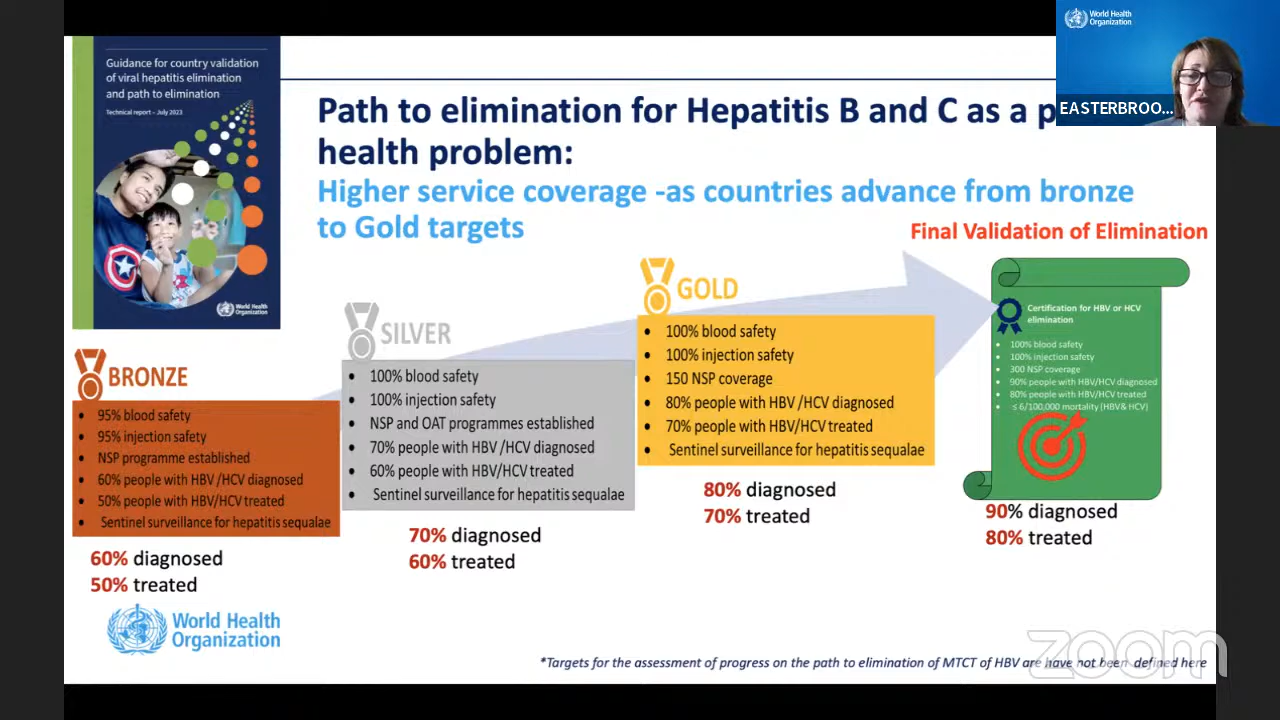 World Health
Organization
EASTERBROO...
Guidance for country validation
of viral hepatitis elimination
and path to elimination
Technical report – July 2023
World Health
Organization
Path to elimination for Hepatitis B and C as a p
health problem:
Higher service coverage -as countries advance from bronze
to Gold targets
Final Validation of Elimination
BRONZE
• 95% blood safety
• 95% injection safety
• NSP programme established
• 60% people with HBV /HCV diagnosed
• 50% people with HBV/HCV treated
• Sentinel surveillance for hepatitis sequalae
60% diagnosed
50% treated
SILVER
• 100% blood safety
• 100% injection safety
• NSP and OAT programmes established
• 70% people with HBV /HCV diagnosed
• 60% people with HBV/HCV treated
• Sentinel surveillance for hepatitis sequalae
70% diagnosed
60% treated
GOLD
• 100% blood safety
• 100% injection safety
• 150 NSP coverage
• 80% people with HBV /HCV diagnosed
• 70% people with HBV/HCV treated
• Sentinel surveillance for hepatitis sequalae
80% diagnosed
70% treated
Certification for HBV or HCV
elimination
• 100% blood safety
• 100% injection safety
• 300 NSP coverage
• 90% people with HBV/HCV diagnosed
• 80% people with HBV/HCV treated
• ≤ 6/100,000 mortality (HBV& HCV)
90% diagnosed
80% treated
World Health
Organization
zoom
*Targets for the assessment of progress on the path to elimination of MTCT of HBV are have not been defined here